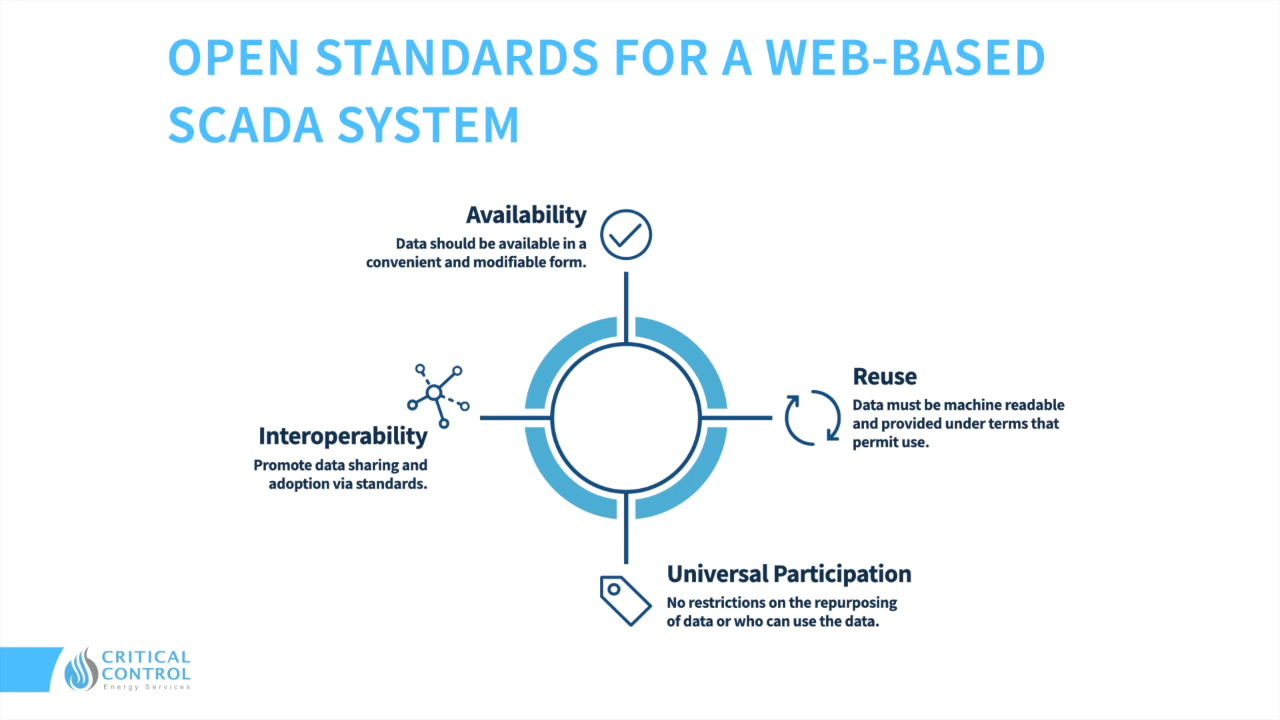 OPEN STANDARDS FOR A WEB-BASED
SCADA SYSTEM
Availability
Data should be available in a
convenient and modifiable form.
Reuse
Data must be machine readable
and provided under terms that
permit use.
Interoperability
Promote data sharing and
adoption via standards.
Universal Participation
No restrictions on the repurposing
of data or who can use the data.
CRITICAL
CONTROL
Energy Services